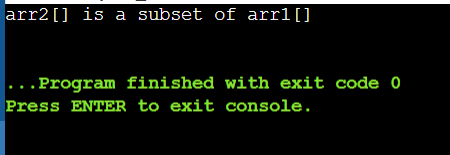 arr2[] is a subset of arr1[]
...Program finished with exit code 0
Press ENTER to exit console.